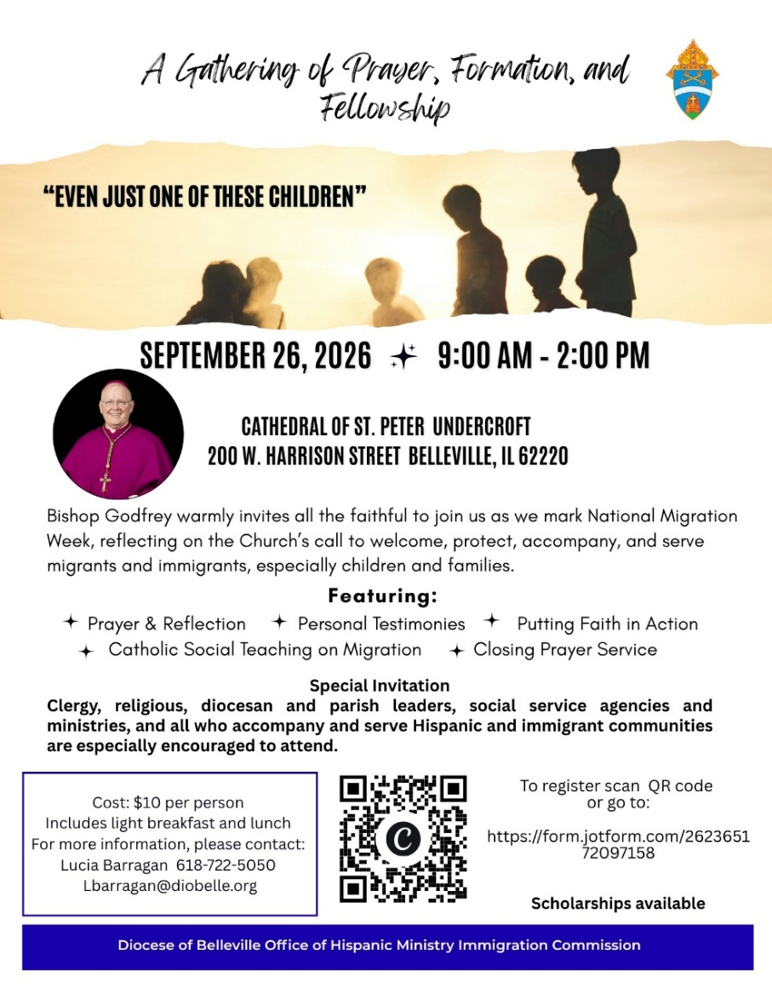 A Gathering of Prayer, Formation, and
Fellowship
“EVEN JUST ONE OF THESE CHILDREN”
SEPTEMBER 26, 2026 9:00 AM - 2:00 PM
CATHEDRAL OF ST. PETER UNDERCROFT
200 W. HARRISON STREET BELLEVILLE, IL 62220
Bishop Godfrey warmly invites all the faithful to join us as we mark National Migration
Week, reflecting on the Church’s call to welcome, protect, accompany, and serve
migrants and immigrants, especially children and families.
Featuring:
Prayer & Reflection Personal Testimonies Putting Faith in Action
Catholic Social Teaching on Migration Closing Prayer Service
Special Invitation
Clergy, religious, diocesan and parish leaders, social service agencies and
ministries, and all who accompany and serve Hispanic and immigrant communities
are especially encouraged to attend.
Cost: $10 per person
Includes light breakfast and lunch
For more information, please contact:
Lucia Barragan 618-722-5050
Lbarragan@diobelle.org
C
To register scan QR code
or go to:
https://form.jotform.com/2623651
72097158
Scholarships available
Diocese of Belleville Office of Hispanic Ministry Immigration Commission